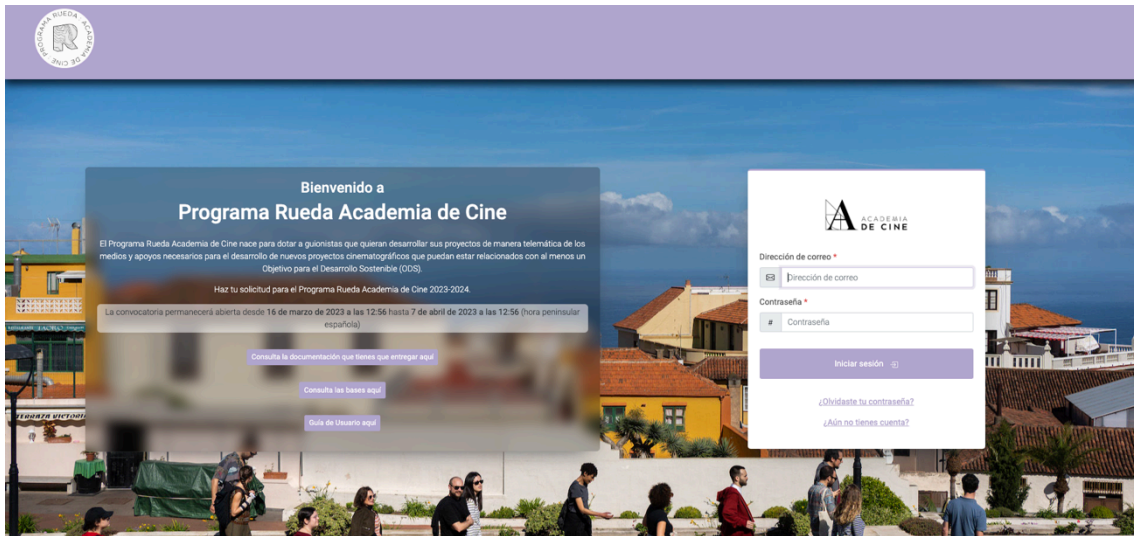 PROGRAMA RUEDA · ACADEMIA DE CINE ·
R
Bienvenido a
Programa Rueda Academia de Cine
El Programa Rueda Academia de Cine nace para dotar a guionistas que quieran desarrollar sus proyectos de manera telemática de los
medios y apoyos necesarios para el desarrollo de nuevos proyectos cinematográficos que puedan estar relacionados con al menos un
Objetivo para el Desarrollo Sostenible (ODS).
Haz tu solicitud para el Programa Rueda Academia de Cine 2023-2024.
La convocatoria permanecerá abierta desde 16 de marzo de 2023 a las 12:56 hasta 7 de abril de 2023 a las 12:56 (hora peninsular
española)
Consulta la documentación que tienes que entregar aquí
Consulta las bases aquí
Guía de Usuario aquí
ACADEMIA
DE CINE
Dirección de correo *
Dirección de correo
Contraseña *
# Contraseña
Iniciar sesión
¿Olvidaste tu contraseña?
¿Aún no tienes cuenta?
TERRAZA VICTORI